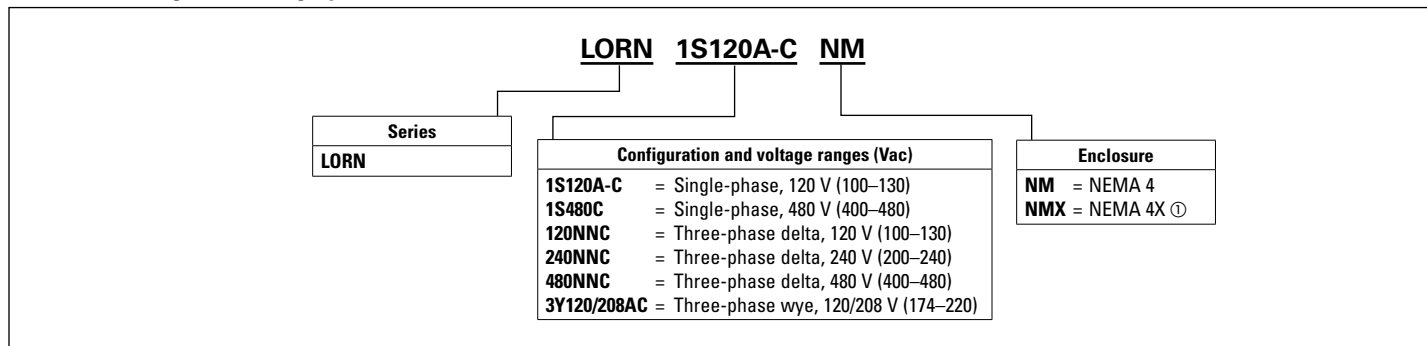 LORN 1S120A-C NM
Series
LORN
Configuration and voltage ranges (Vac)
1S120A-C = Single-phase, 120 V (100–130)
1S480C = Single-phase, 480 V (400–480)
120NNC = Three-phase delta, 120 V (100–130)
240NNC = Three-phase delta, 240 V (200–240)
480NNC = Three-phase delta, 480 V (400–480)
3Y120/208AC = Three-phase wye, 120/208 V (174–220)
Enclosure
NM = NEMA 4
NMX = NEMA 4X ①